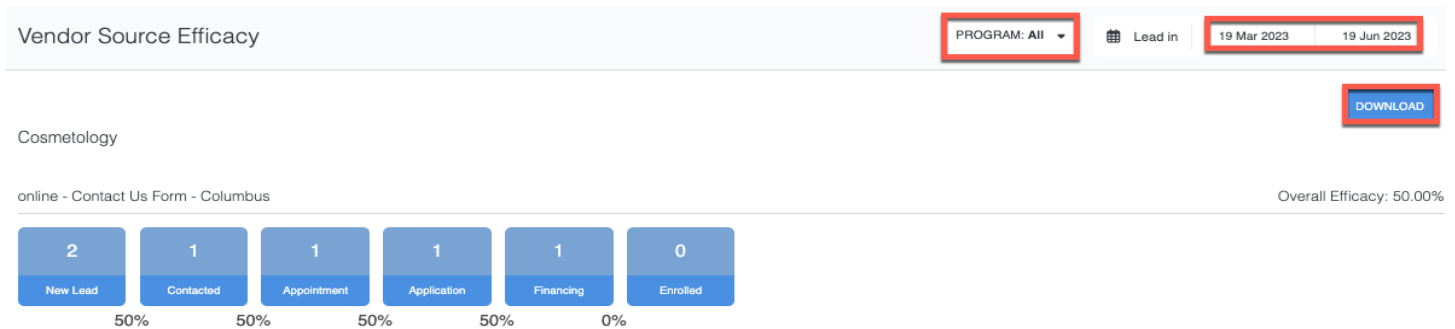 Vendor Source Efficacy
PROGRAM: All
Lead in
19 Mar 2023 19 Jun 2023
DOWNLOAD
Cosmetology
online - Contact Us Form - Columbus
Overall Efficacy: 50.00%
2 1 1 1 1 0
New Lead Contacted Appointment Application Financing Enrolled
50% 50% 50% 50% 0%